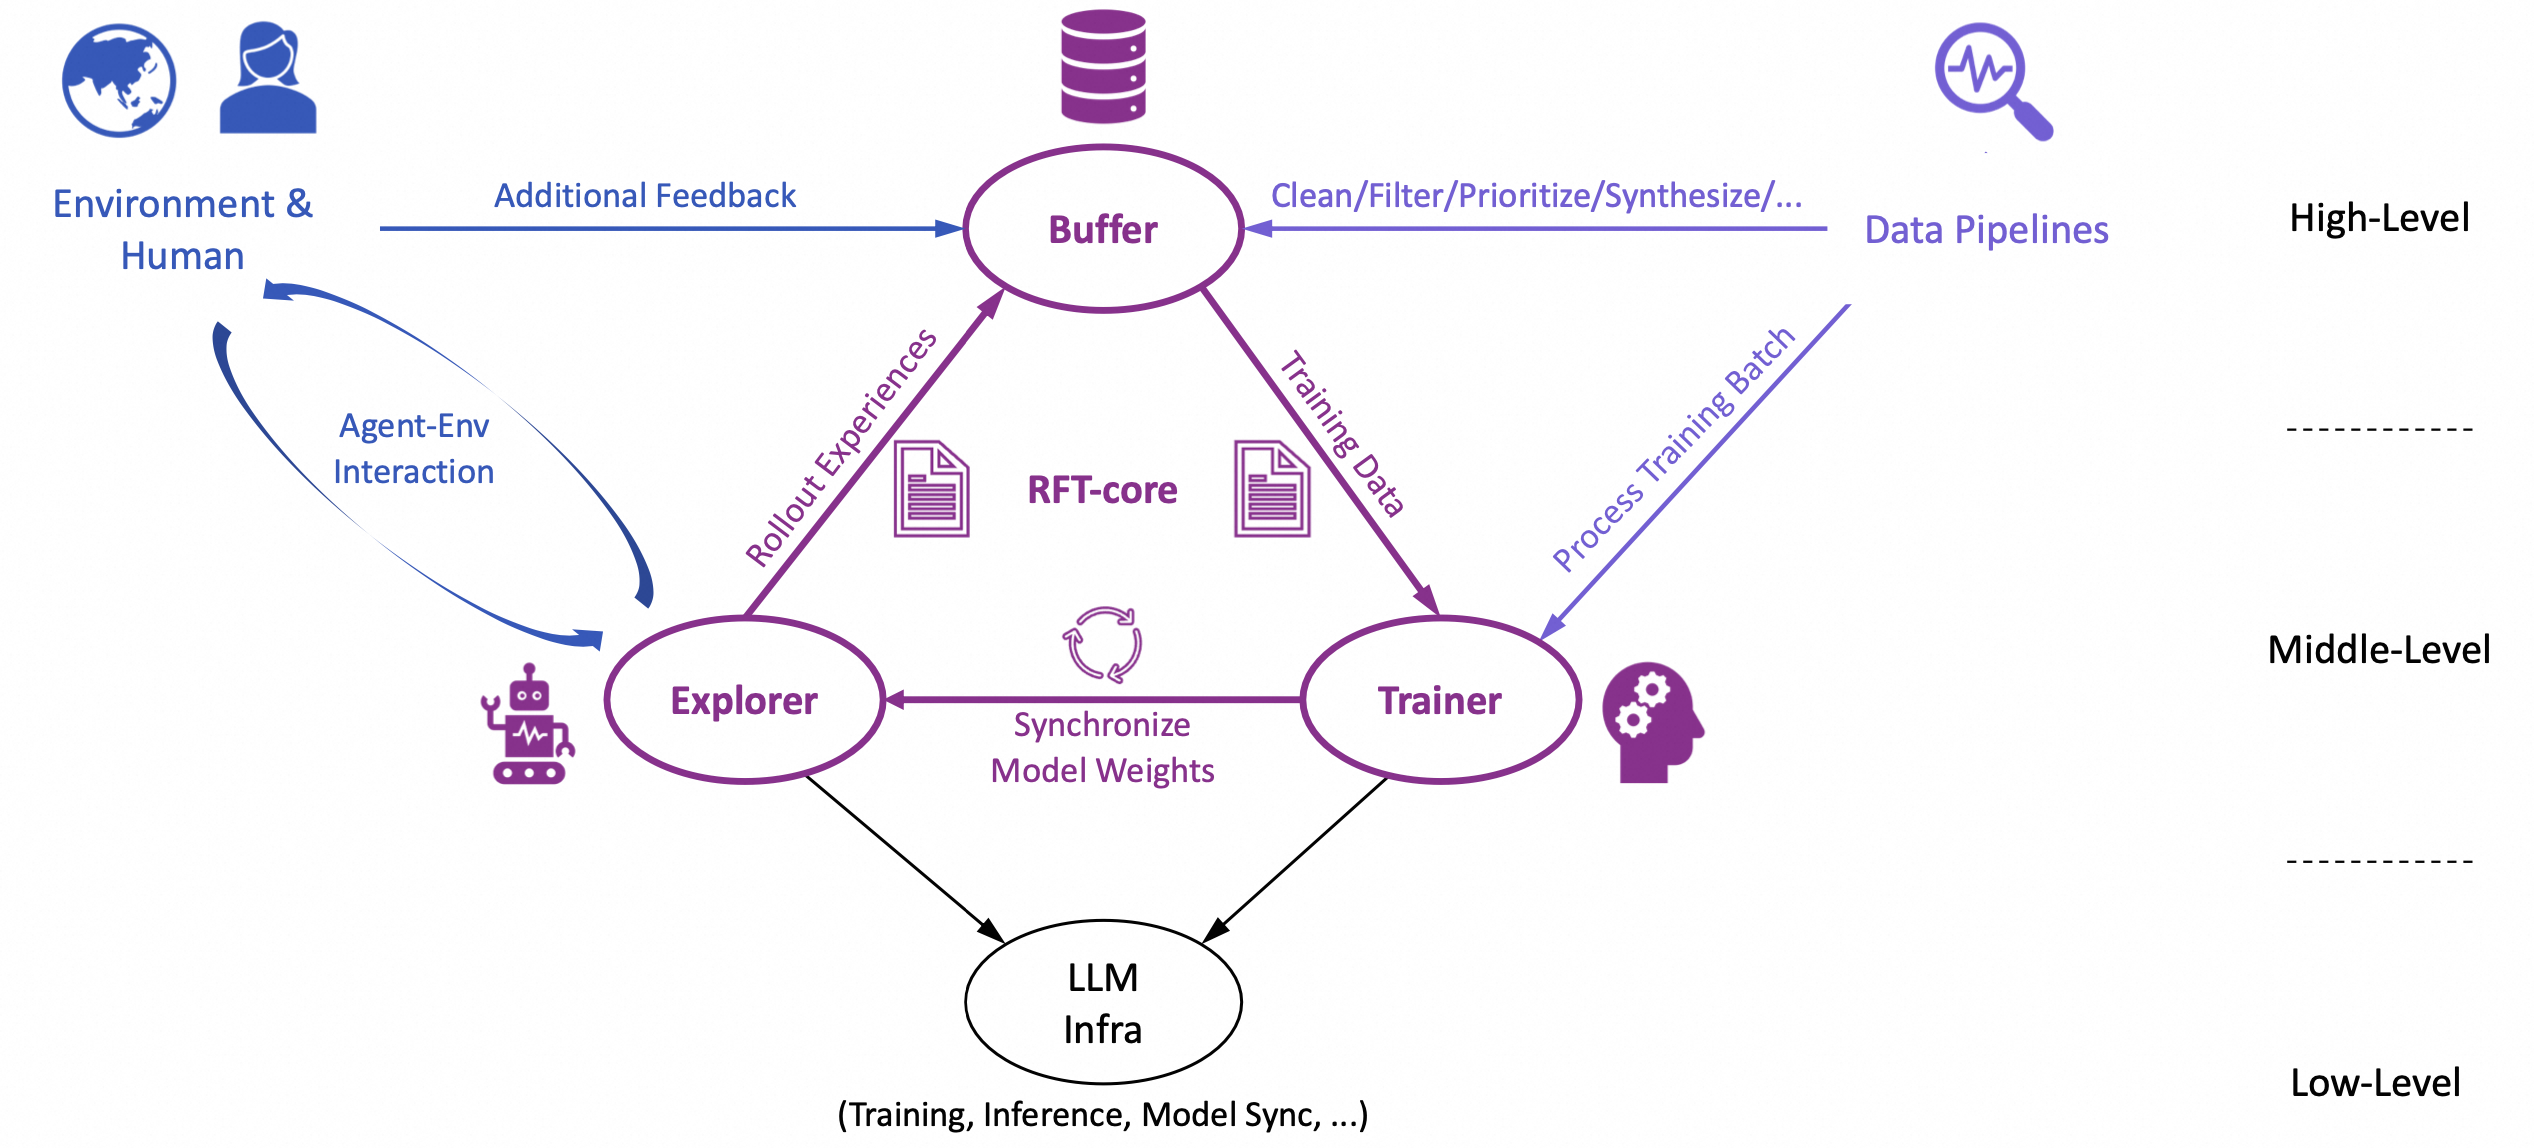 Environment &
Human
Additional Feedback
Buffer
Clean/Filter/Prioritize/Synthesize/...
Data Pipelines
High-Level
Agent-Env
Interaction
Rollout Experiences
RFT-core
Training Data
Process Training Batch
Middle-Level
Explorer
Synchronize
Model Weights
Trainer
LLM
Infra
(Training, Inference, Model Sync, ...)
Low-Level